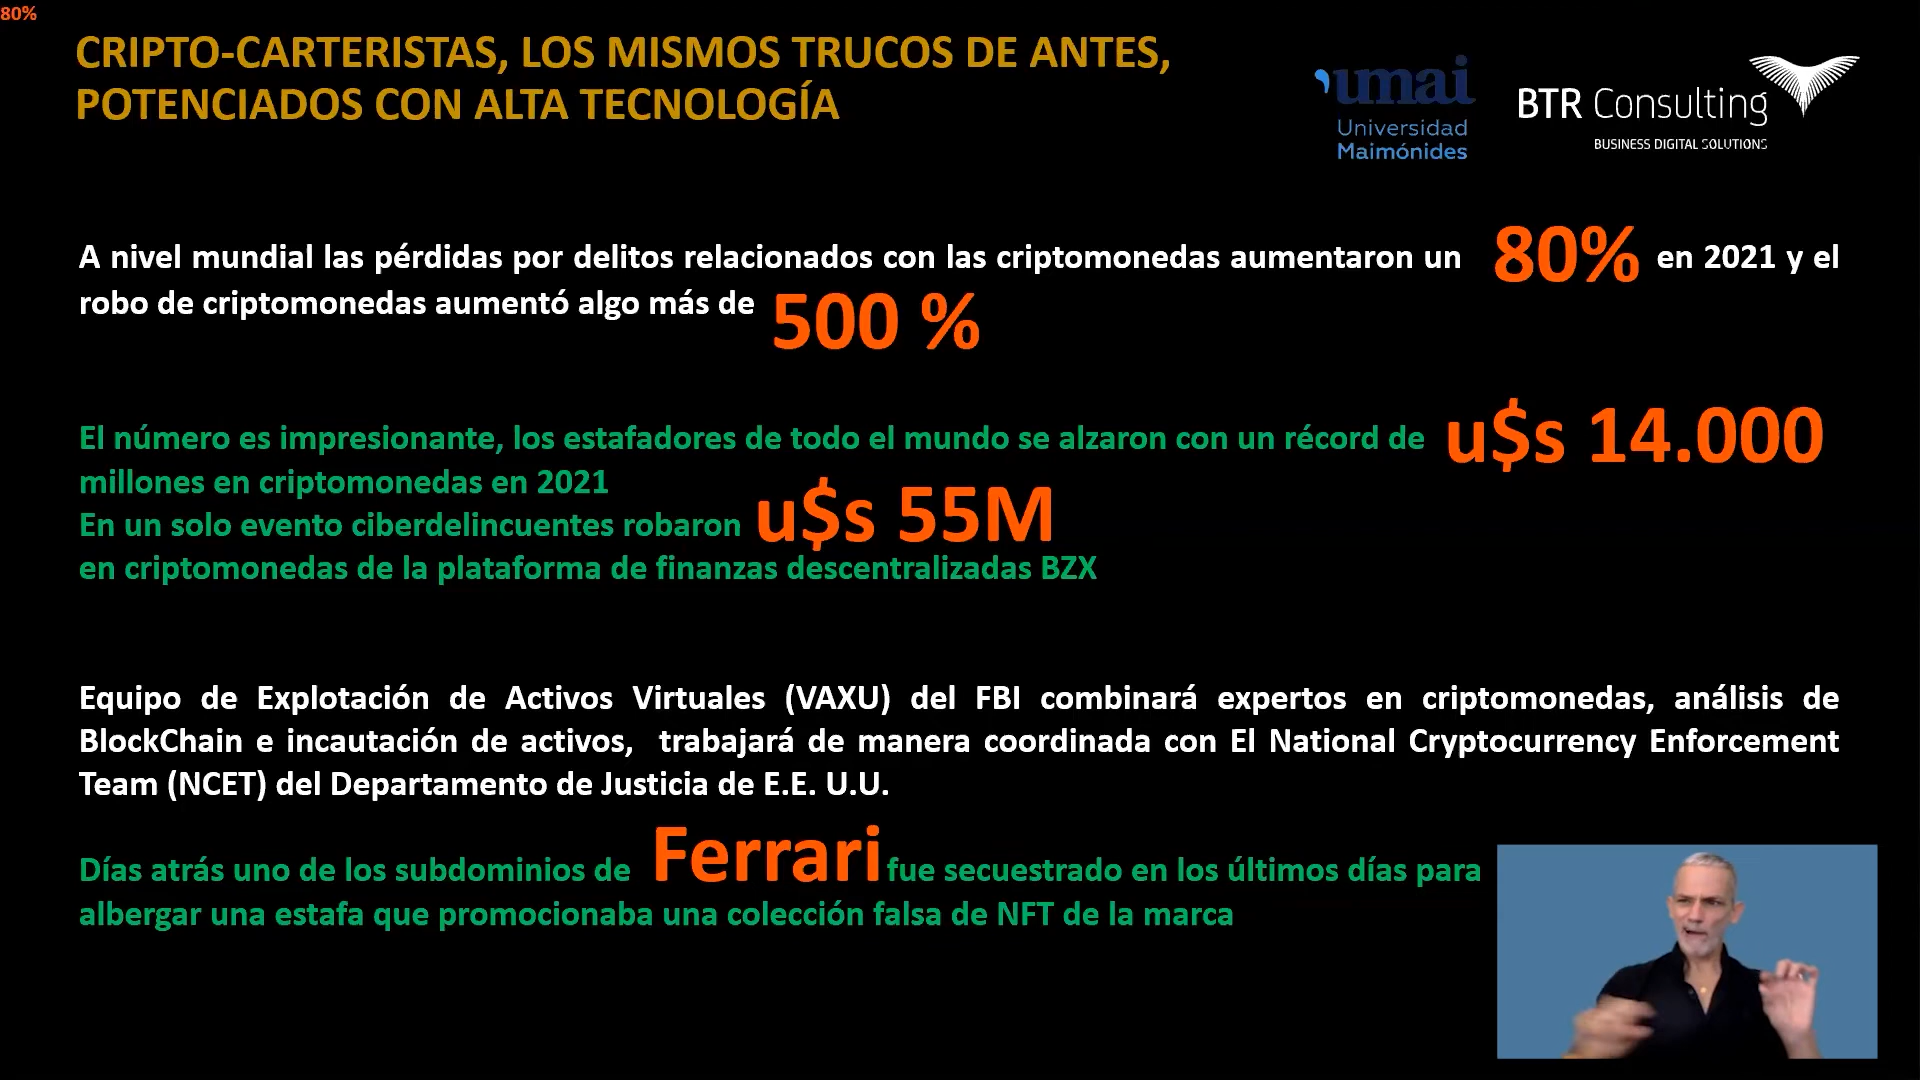 80%
CRIPTO-CARTERISTAS, LOS MISMOS TRUCOS DE ANTES,
POTENCIADOS CON ALTA TECNOLOGÍA
umai
Universidad
Maimónides
BTR Consulting
BUSINESS DIGITAL SOLUTIONS
A nivel mundial las pérdidas por delitos relacionados con las criptomonedas aumentaron un 80% en 2021 y el
robo de criptomonedas aumentó algo más de 500 %
El número es impresionante, los estafadores de todo el mundo se alzaron con un récord de u$s 14.000
millones en criptomonedas en 2021
En un solo evento ciberdelincuentes robaron u$s 55M
en criptomonedas de la plataforma de finanzas descentralizadas BZX
Equipo de Explotación de Activos Virtuales (VAXU) del FBI combinará expertos en criptomonedas, análisis de
BlockChain e incautación de activos, trabajará de manera coordinada con El National Cryptocurrency Enforcement
Team (NCET) del Departamento de Justicia de E.E. U.U.
Días atrás uno de los subdominios de Ferrari fue secuestrado en los últimos días para
albergar una estafa que promocionaba una colección falsa de NFT de la marca